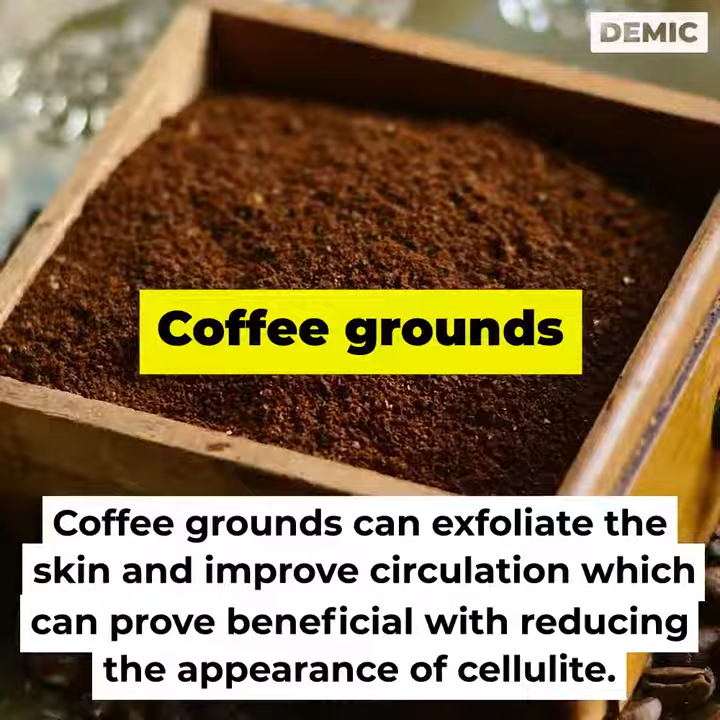 DEMIC
Coffee grounds
Coffee grounds can exfoliate the
skin and improve circulation which
can prove beneficial with reducing
the appearance of cellulite.